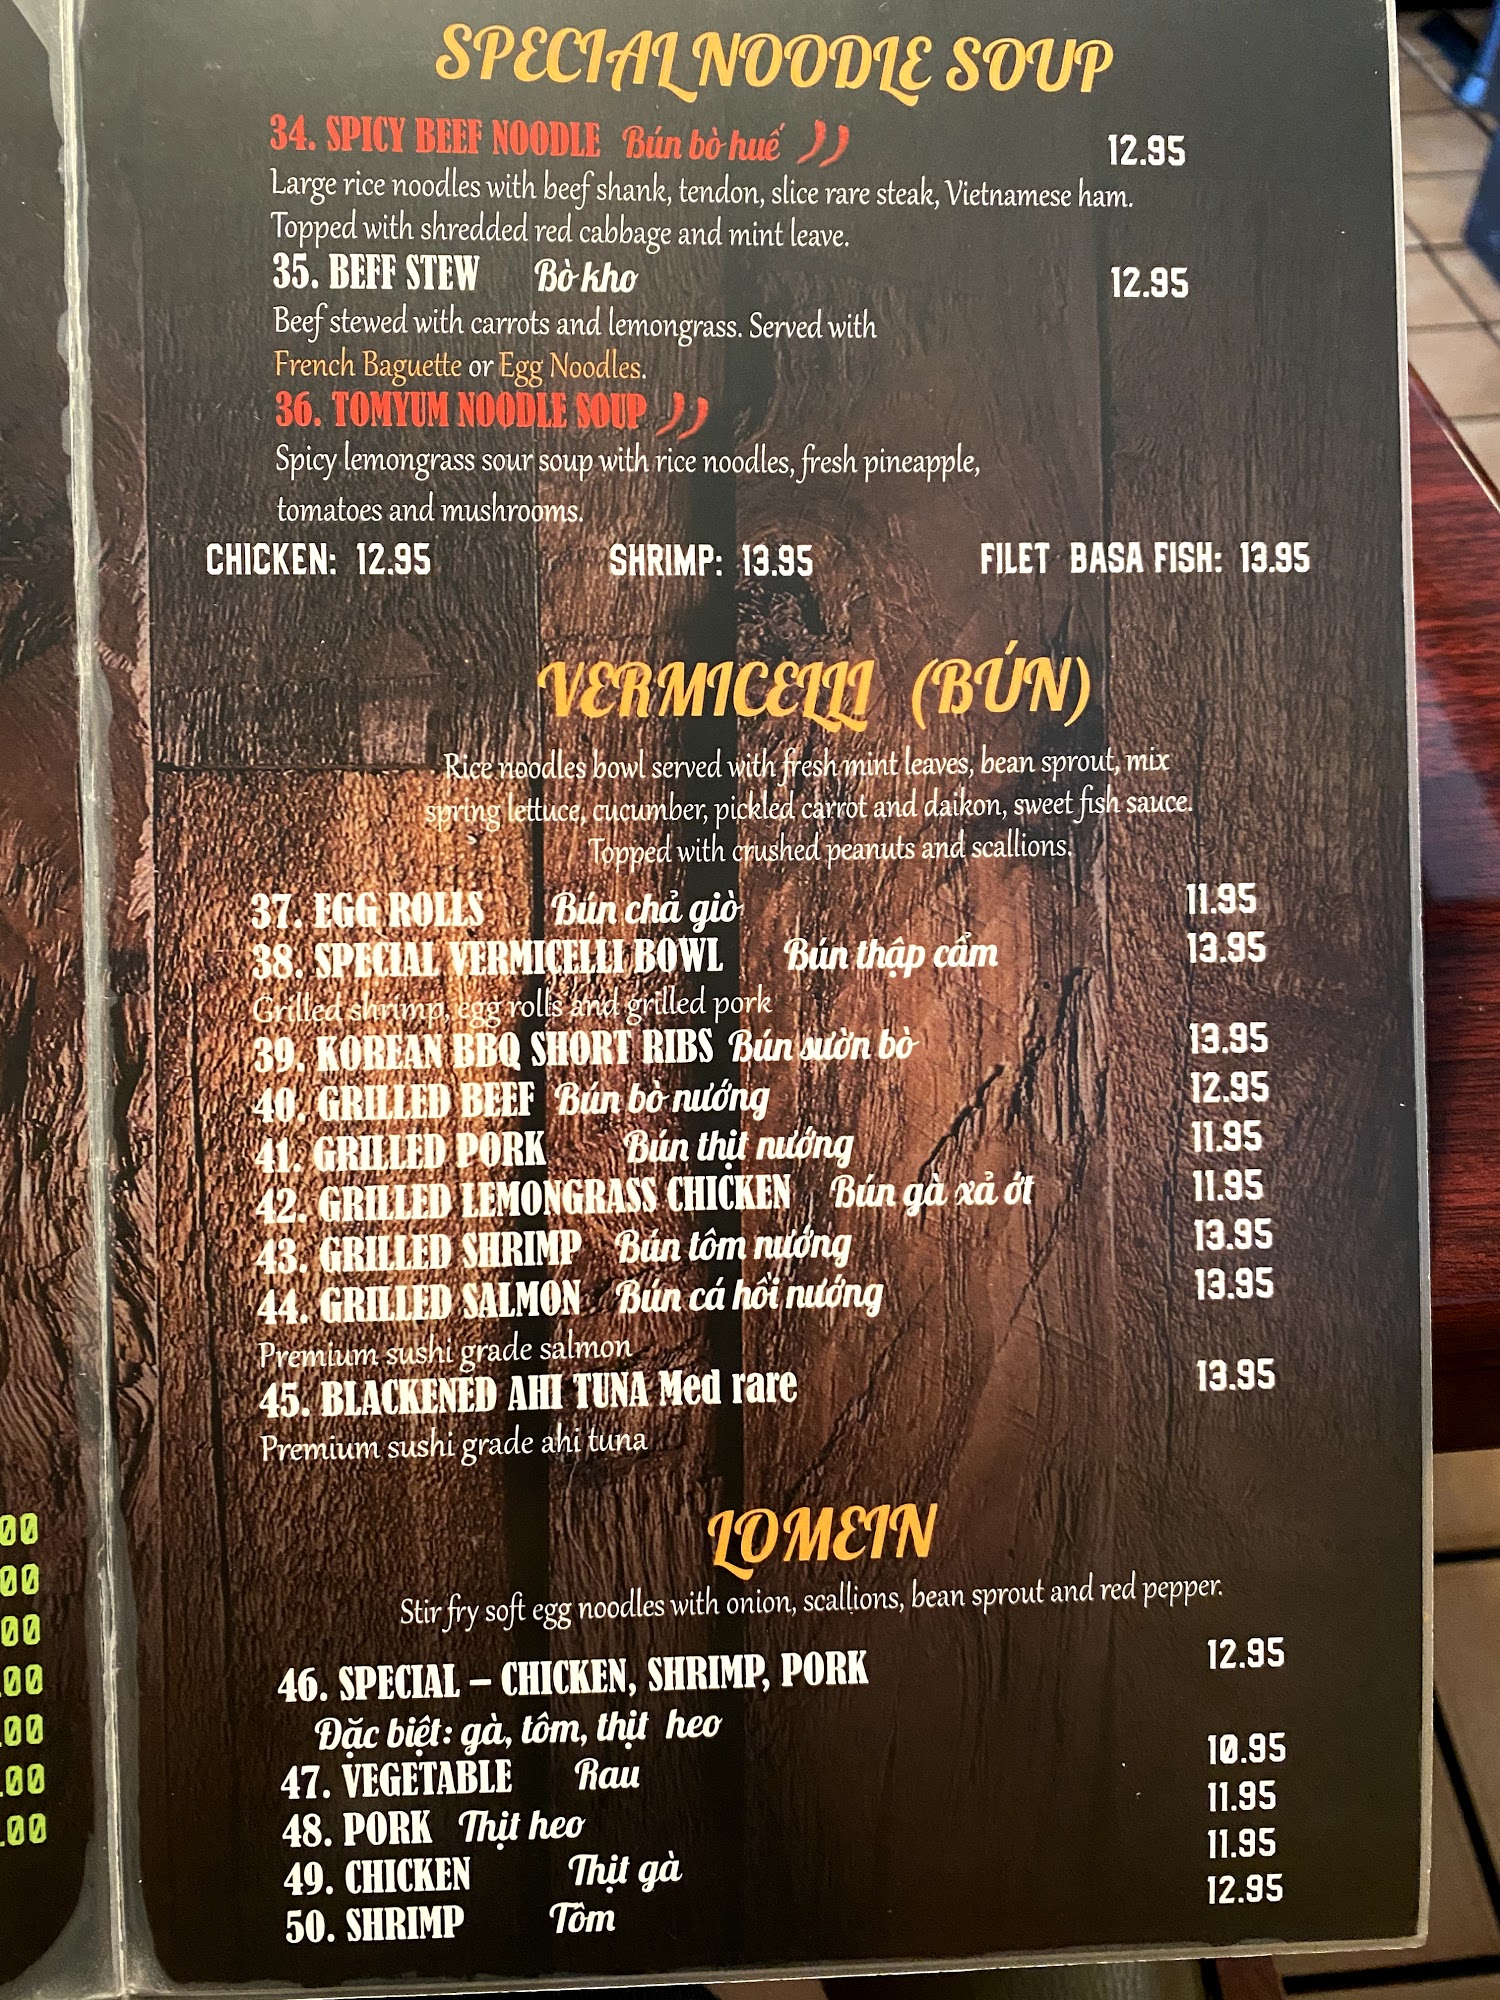 SPECIAL NOODLE SOUP
34. SPICY BEEF NOODLE Bún bò huế 12.95
Large rice noodles with beef shank, tendon, slice rare steak, Vietnamese ham.
Topped with shredded red cabbage and mint leave.
35. BEFF STEW Bò kho 12.95
Beef stewed with carrots and lemongrass. Served with
French Baguette or Egg Noodles.
36. TOMYUM NOODLE SOUP
Spicy lemongrass sour soup with rice noodles, fresh pineapple,
tomatoes and mushrooms.
CHICKEN: 12.95 SHRIMP: 13.95 FILET BASA FISH: 13.95
VERMICELLI (BÚN)
Rice noodles bowl served with fresh mint leaves, bean sprout, mix
spring lettuce, cucumber, pickled carrot and daikon, sweet fish sauce.
Topped with crushed peanuts and scallions.
37. EGG ROLLS Bún chả giò 11.95
38. SPECIAL VERMICELLI BOWL Bún thập cẩm 13.95
Grilled shrimp, egg rolls and grilled pork
39. KOREAN BBQ SHORT RIBS Bún sườn bò 13.95
40. GRILLED BEEF Bún bò nướng 12.95
41. GRILLED PORK Bún thịt nướng 11.95
42. GRILLED LEMONGRASS CHICKEN Bún gà xả ớt 11.95
43. GRILLED SHRIMP Bún tôm nướng 13.95
44. GRILLED SALMON Bún cá hồi nướng 13.95
Premium sushi grade salmon
45. BLACKENED AHI TUNA Med rare 13.95
Premium sushi grade ahi tuna
LOMEIN
Stir fry soft egg noodles with onion, scallions, bean sprout and red pepper.
46. SPECIAL – CHICKEN, SHRIMP, PORK 12.95
Đặc biệt: gà, tôm, thịt heo
47. VEGETABLE Rau 10.95
48. PORK Thịt heo 11.95
49. CHICKEN Thịt gà 11.95
50. SHRIMP Tôm 12.95
00
00
00
.00
.00
.00
.00